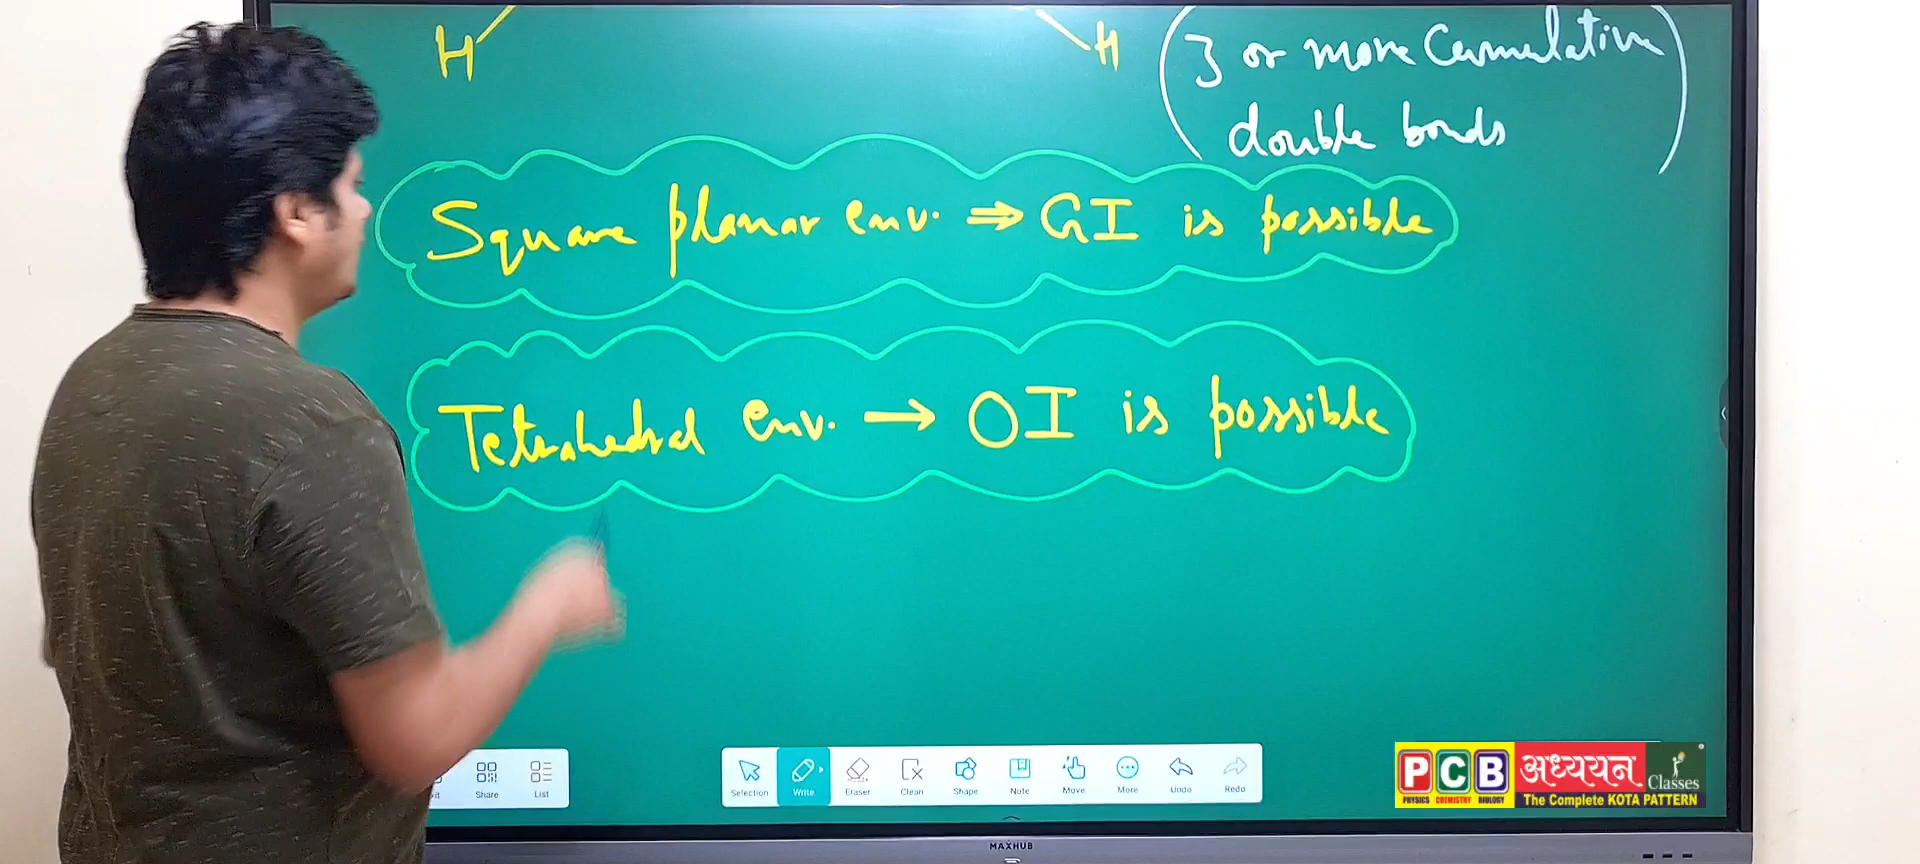 H
H
3 or more Cumulative
double bonds
Square planar env. ⇒ GI is possible
Tetrahedral env. → OI is possible
Share
List
Selection
Write
Eraser
Clean
Shape
Note
Move
More
Undo
Redo
PCB अध्ययन Classes
PHYSICS CHEMISTRY BIOLOGY
The Complete KOTA PATTERN
MAXHUB